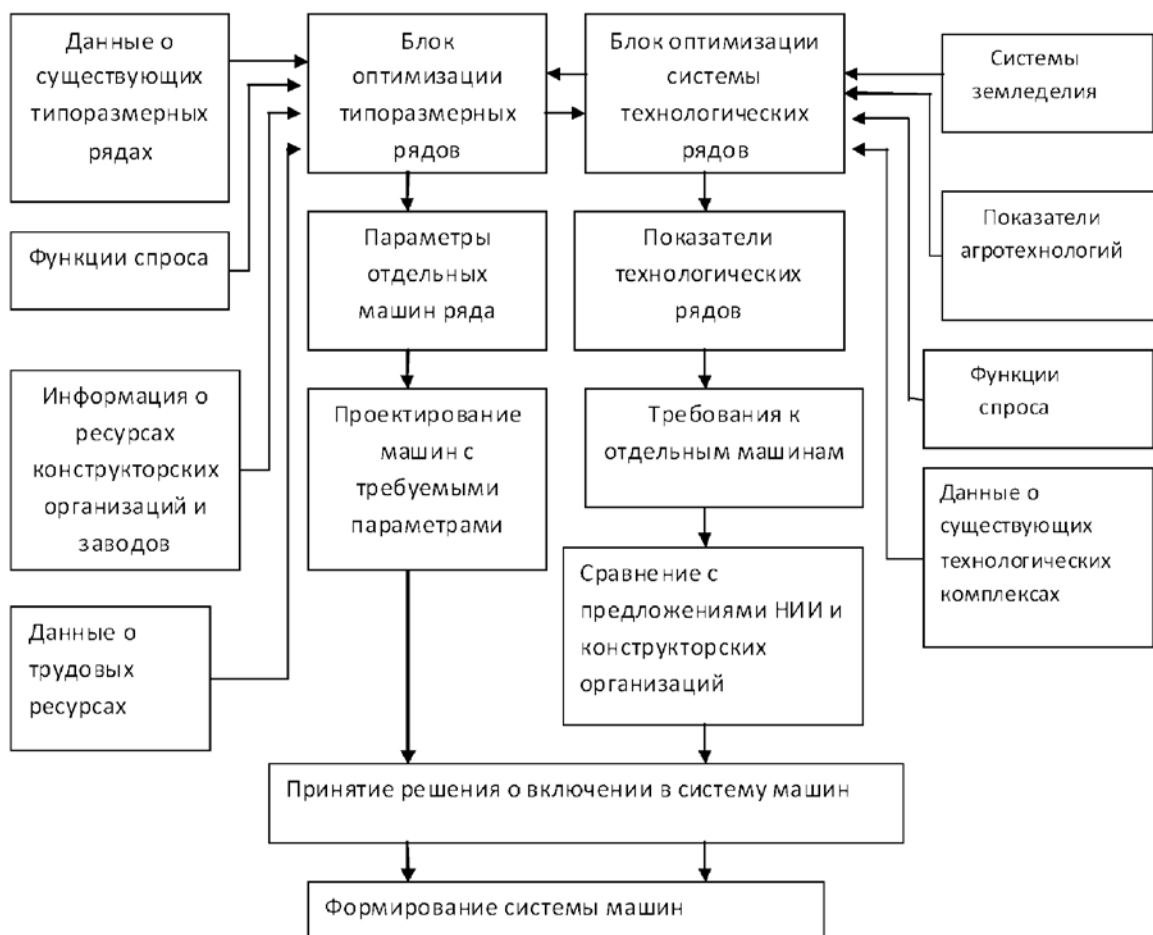 Данные о
существующих
типоразмерных
рядах
Блок
оптимизации
типоразмерных
рядов
Блок оптимизации
системы
технологических
рядов
Системы
земледелия
Функции спроса
Параметры
отдельных
машин ряда
Показатели
технологических
рядов
Показатели
агротехнологий
Информация о
ресурсах
конструкторских
организаций и
заводов
Проектирование
машин с
требуемыми
параметрами
Требования к
отдельным машинам
Функции
спроса
Данные о
существующих
технологических
комплексах
Сравнение с
предложениями НИИ и
конструкторских
организаций
Данные о
трудовых
ресурсах
Принятие решения о включении в систему машин
Формирование системы машин